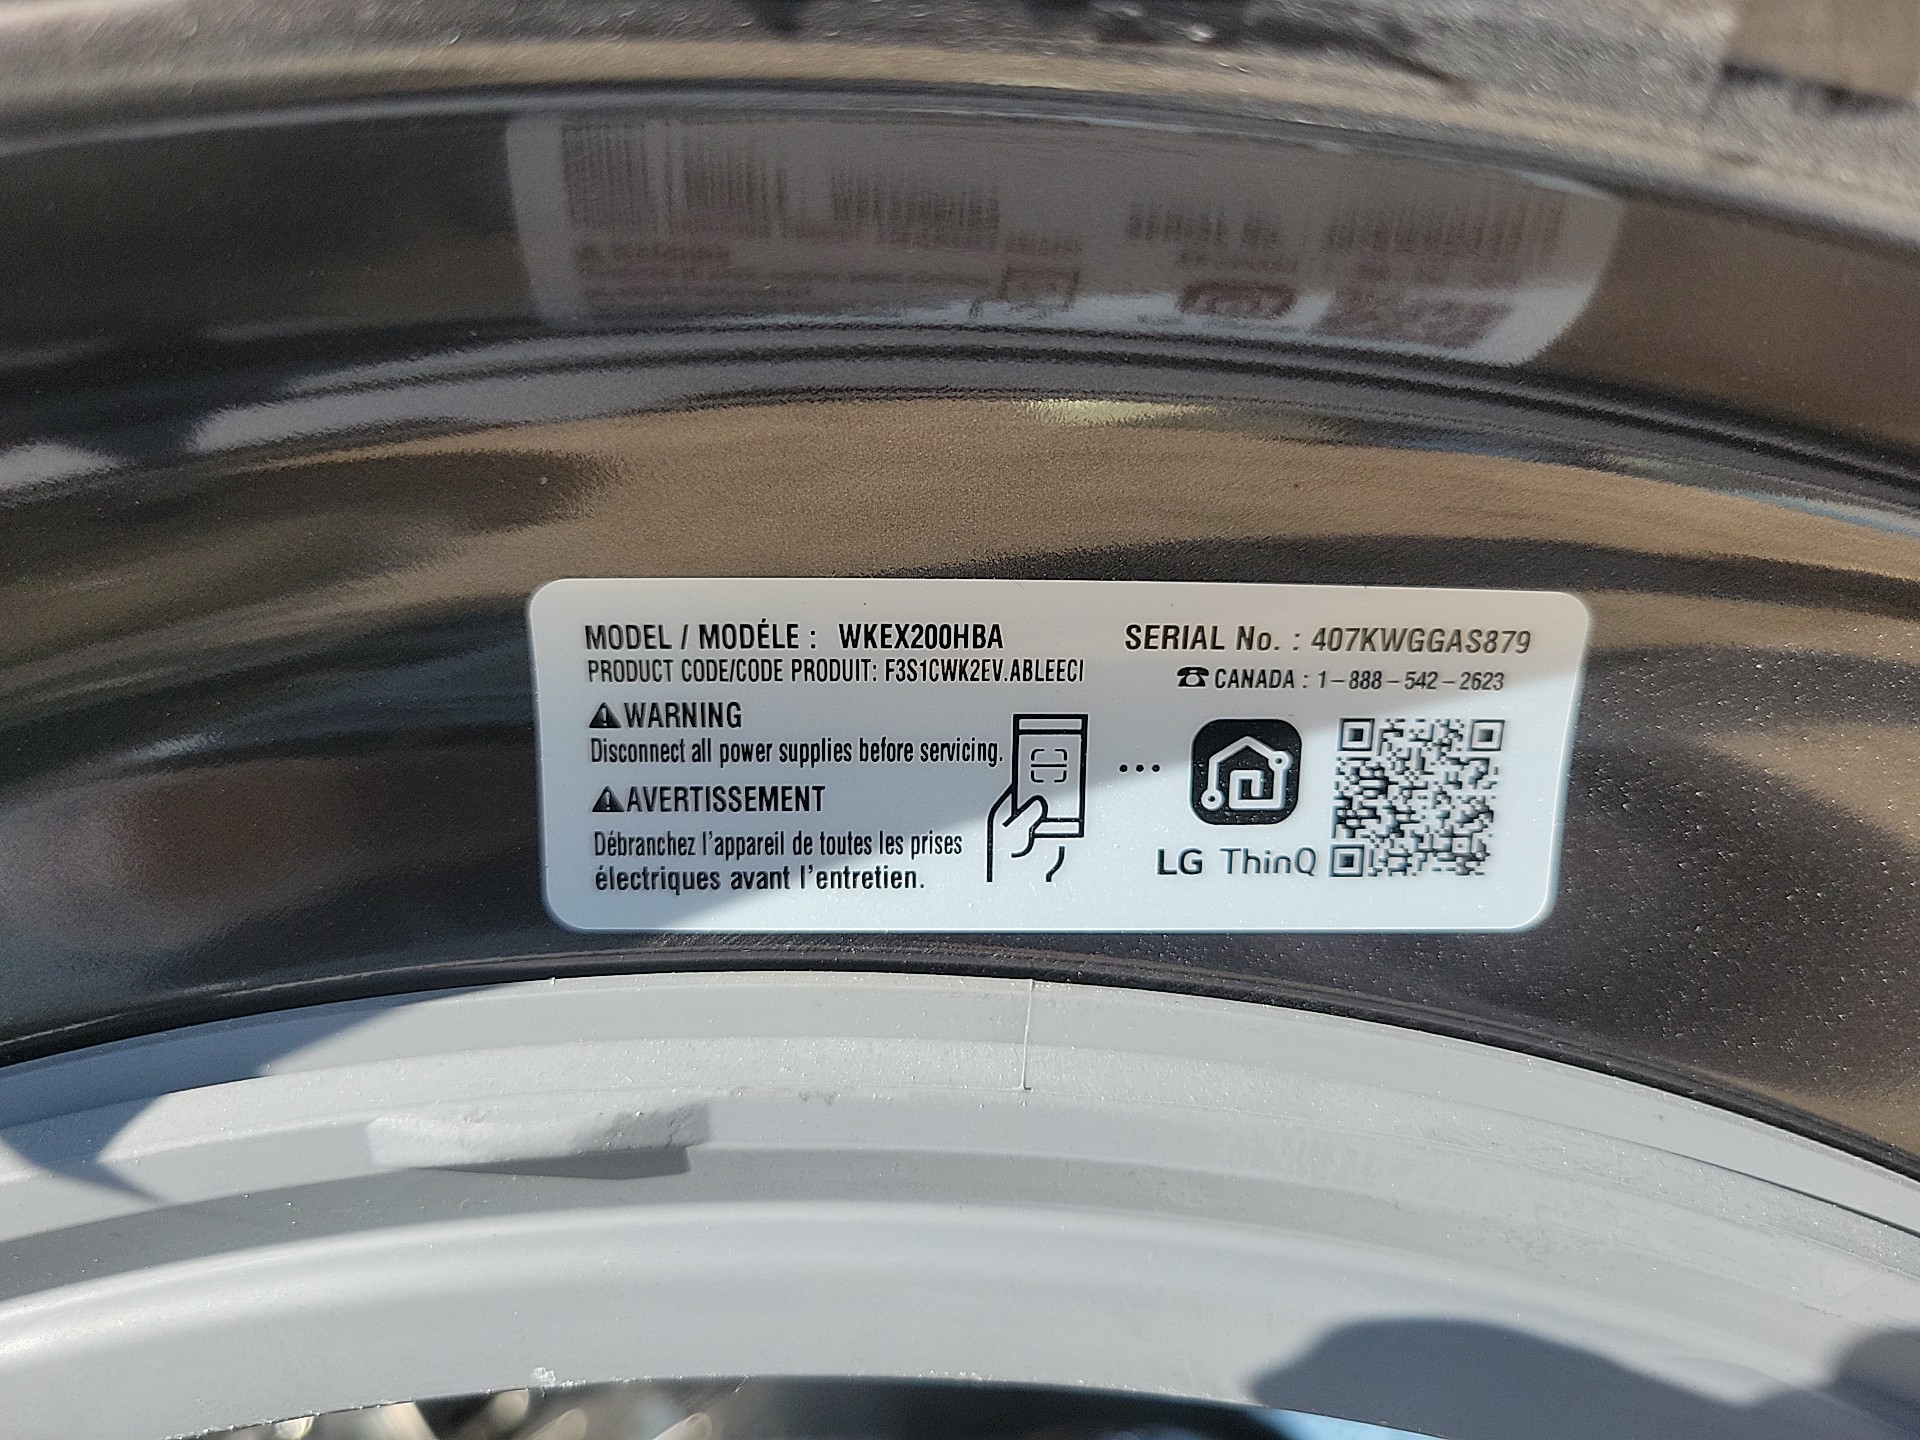 MODEL / MODÉLE : WKEX200HBA
PRODUCT CODE/CODE PRODUIT: F3S1CWK2EV.ABLEECI
SERIAL No. : 407KWGGAS879
☎CANADA : 1-888-542-2623
⚠WARNING
Disconnect all power supplies before servicing.
⚠AVERTISSEMENT
Débranchez l'appareil de toutes les prises
électriques avant l'entretien.
...
LG ThinQ